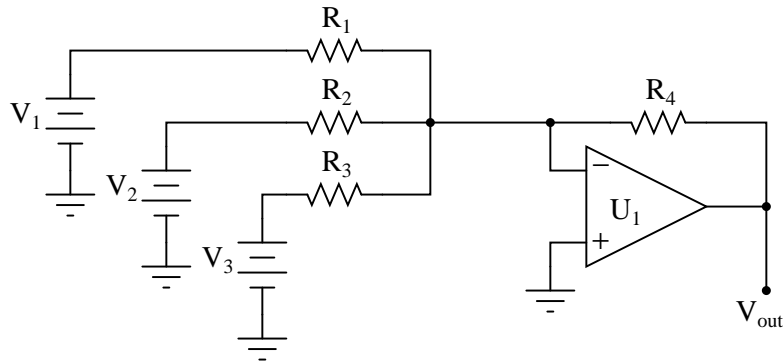 R₁
V₁
R₂
R₄
V₂
R₃
−
U₁
V₃
+
Vₒᵤₜ